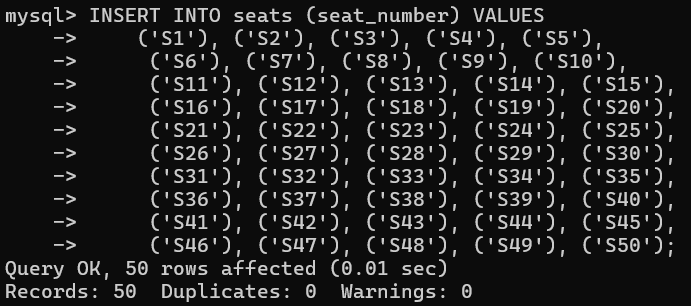 mysql> INSERT INTO seats (seat_number) VALUES
    ->     ('S1'), ('S2'), ('S3'), ('S4'), ('S5'),
    ->      ('S6'), ('S7'), ('S8'), ('S9'), ('S10'),
    ->      ('S11'), ('S12'), ('S13'), ('S14'), ('S15'),
    ->      ('S16'), ('S17'), ('S18'), ('S19'), ('S20'),
    ->      ('S21'), ('S22'), ('S23'), ('S24'), ('S25'),
    ->      ('S26'), ('S27'), ('S28'), ('S29'), ('S30'),
    ->      ('S31'), ('S32'), ('S33'), ('S34'), ('S35'),
    ->      ('S36'), ('S37'), ('S38'), ('S39'), ('S40'),
    ->      ('S41'), ('S42'), ('S43'), ('S44'), ('S45'),
    ->      ('S46'), ('S47'), ('S48'), ('S49'), ('S50');
Query OK, 50 rows affected (0.01 sec)
Records: 50  Duplicates: 0  Warnings: 0